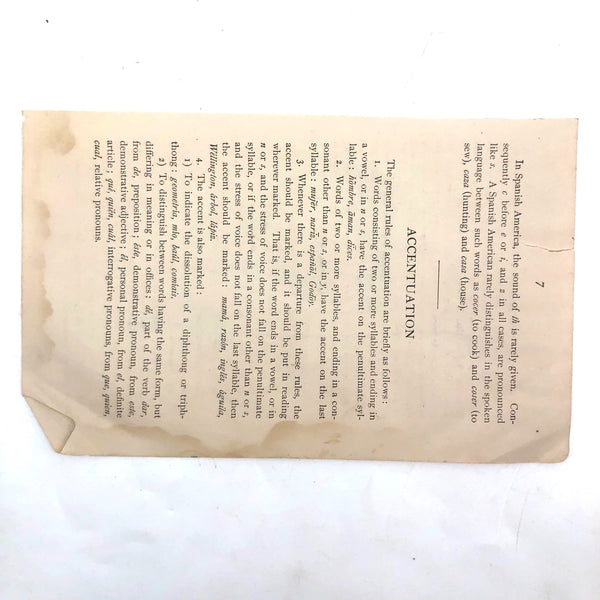 7
In Spanish America, the sound of th is rarely given. Con-
sequently c before e or i, and z in all cases, are pronounced
like s. A Spanish American rarely distinguishes in the spoken
language between such words as cocer (to cook) and coser (to
sew), caza (hunting) and casa (house).
ACCENTUATION
The general rules of accentuation are briefly as follows:
1. Words consisting of two or more syllables and ending in
a vowel, or in n or s, have the accent on the penultimate syl-
lable:
2. Words of two or more syllables, and ending in a con-
sonant other than n or s, or in y, have the accent on the last
syllable:
3. Whenever there is a departure from these rules, the
accent should be marked, and it should be put in reading
wherever marked. That is, if the word ends in a vowel, or in
n or s, and the stress of voice does not fall on the penultimate
syllable, or if the word ends in a consonant other than n or s,
and the stress of voice does not fall on the last syllable, then
the accent should be marked: mamá, razón, inglés, águila,
Wíllington, árbol, lápiz.
4. The accent is also marked:
1) To indicate the dissolution of a diphthong or triph-
thong: geometría, mío, baúl, comíais.
2) To distinguish between words having the same form, but
differing in meaning or in offices: dé, part of the verb dar,
from de, preposition; éste, demonstrative pronoun, from este,
demonstrative adjective; él, personal pronoun, from el, definite
article; qué, quién, cuál, interrogative pronouns, from que, quien,
cual, relative pronouns.